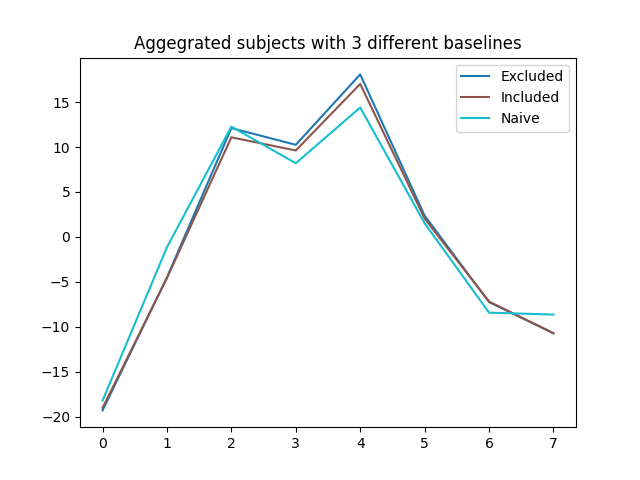 Aggegrated subjects with 3 different baselines
Excluded
Included
Naive
15
10
5
0
−5
−10
−15
−20
0 1 2 3 4 5 6 7